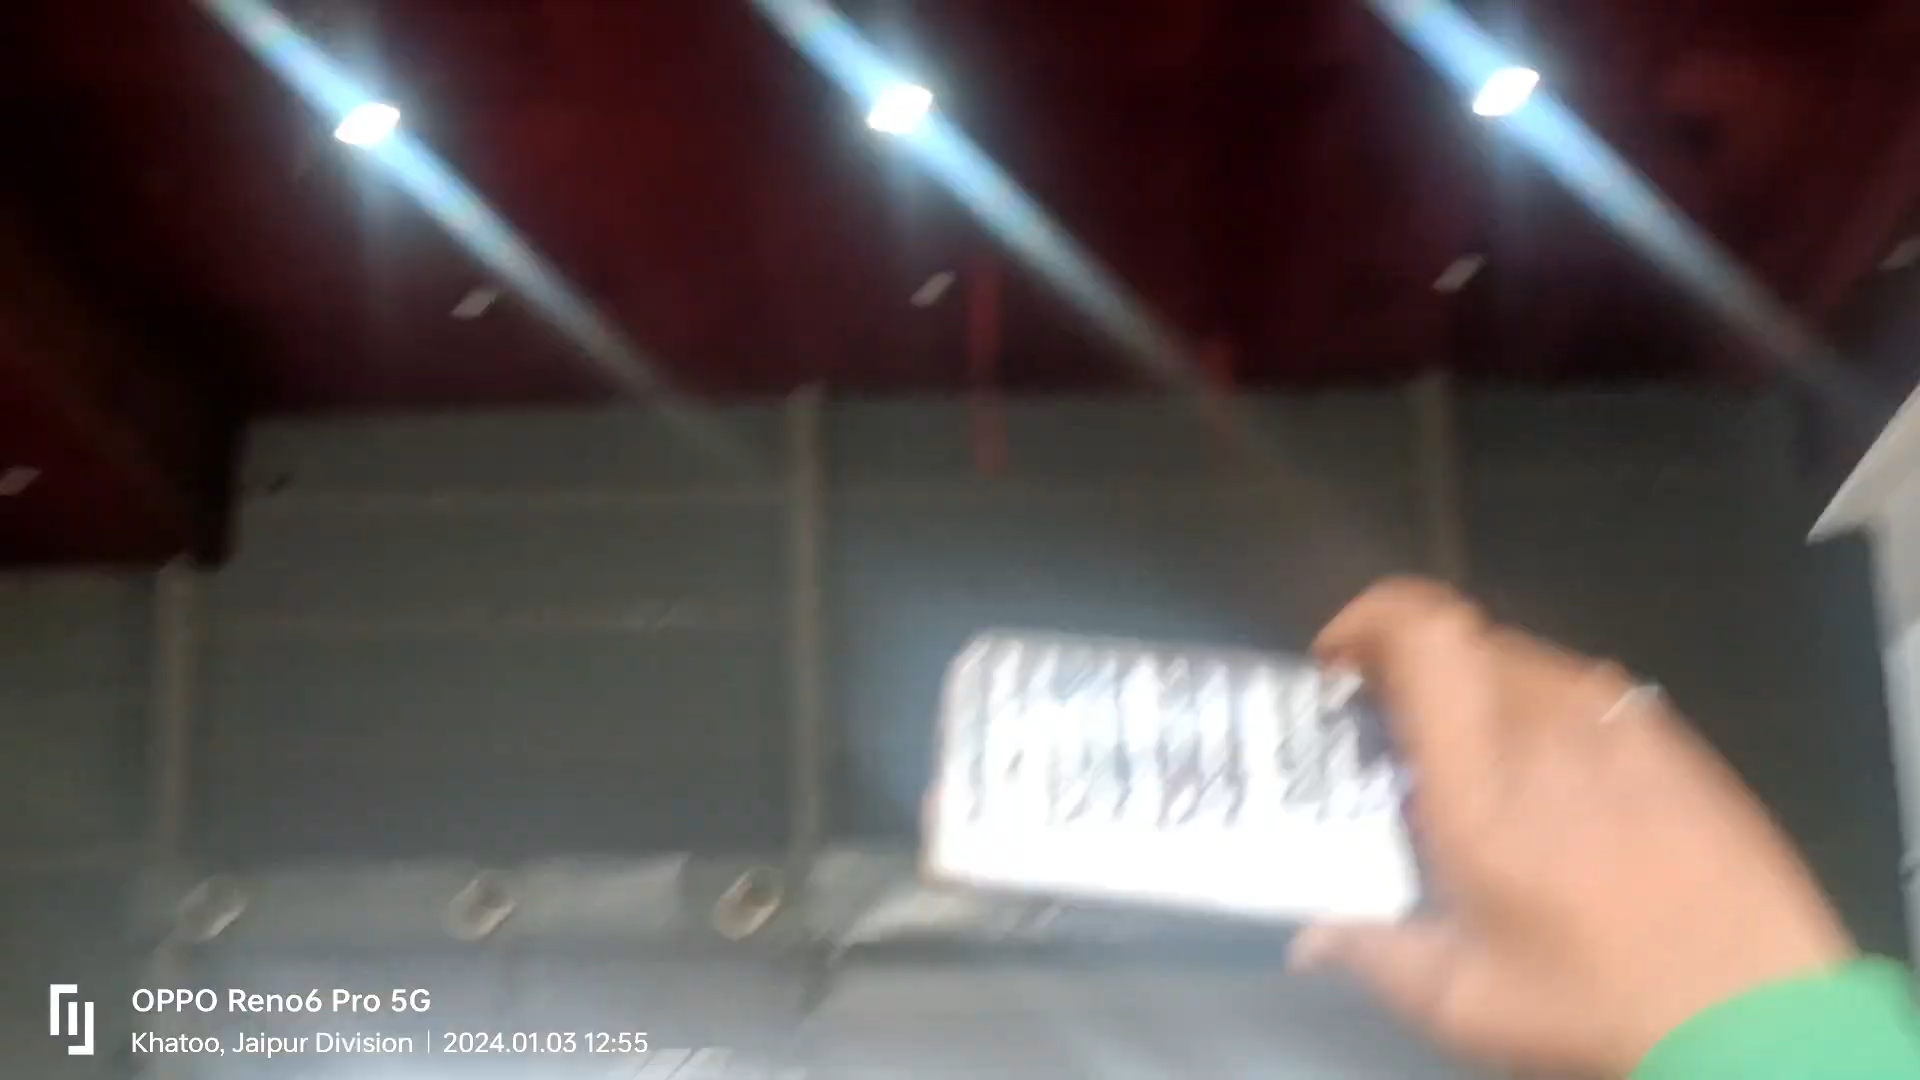 OPPO Reno6 Pro 5G
Khatoo, Jaipur Division | 2024.01.03 12:55